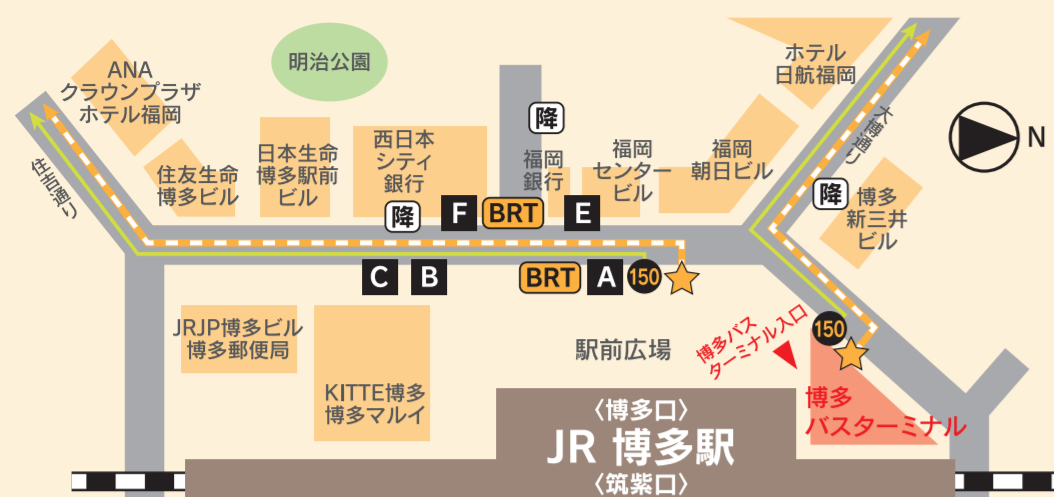 ANA
クラウンプラザ
ホテル福岡
明治公園
ホテル
日航福岡
N
住吉通り
住友生命
博多ビル
日本生命
博多駅前
ビル
西日本
シティ
銀行
降
福岡
銀行
福岡
センター
ビル
福岡
朝日ビル
大博通り
降
博多
新三井
ビル
降
F
BRT
E
C
B
BRT
A
150
JRJP博多ビル
博多郵便局
KITTE博多
博多マルイ
駅前広場
博多バス
ターミナル入口
150
博多
バスターミナル
〈博多口〉
JR 博多駅
〈筑紫口〉